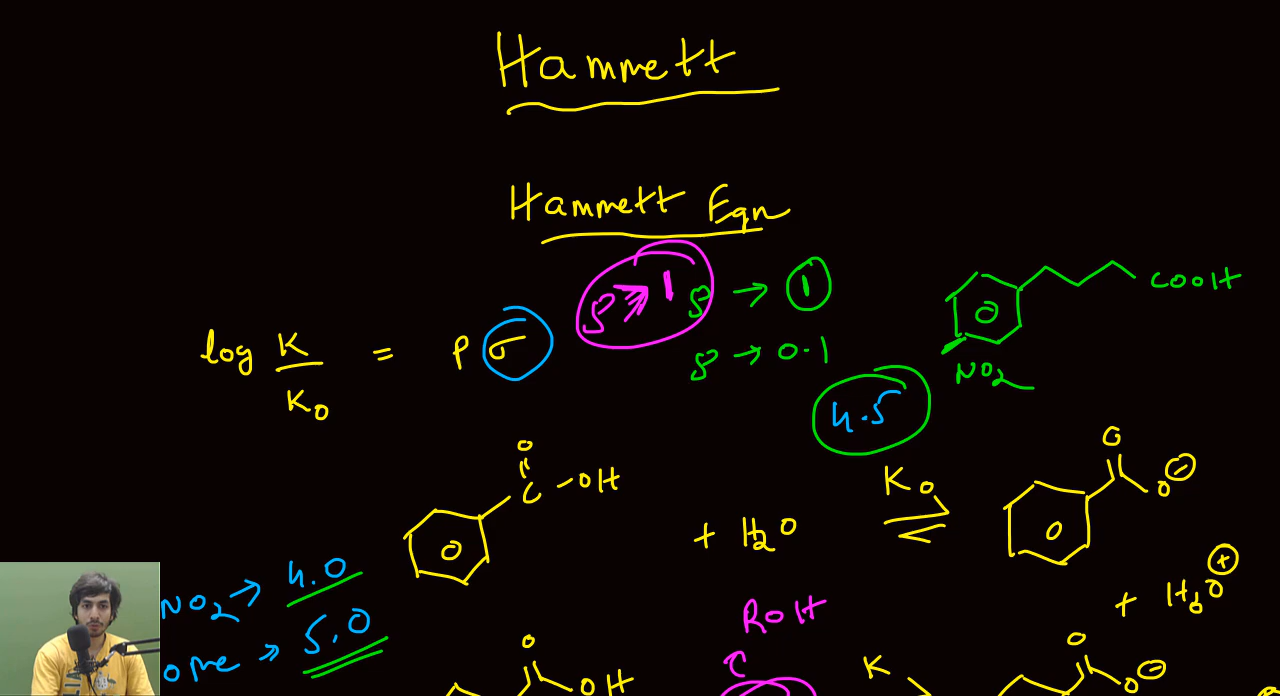 Hammett
Hammett Eqn
ρ → 1
ρ → 1
ρ → 0.1
COOH
NO2
log K/K0 = ρ σ
4.5
O
C -OH
+ H2O
K0
O
O⊖
+ H3O⊕
NO2 → 4.0
OMe → 5.0
ROH
O
OH
K
O
O⊖